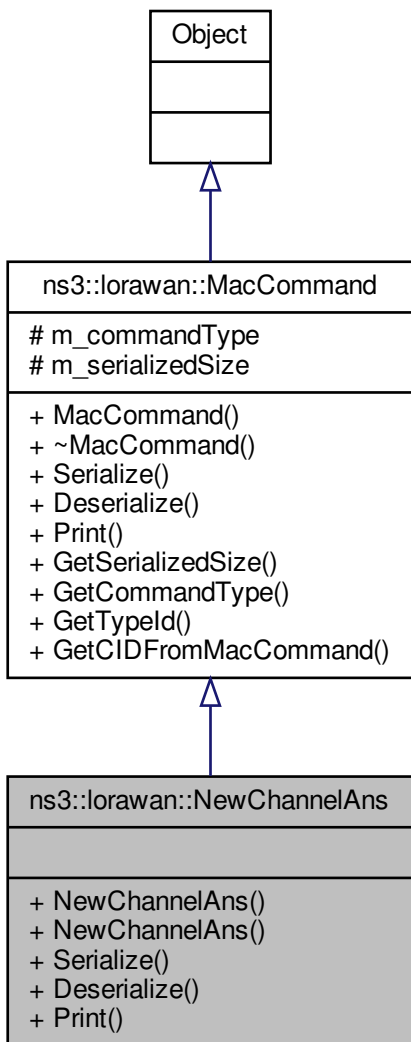 Object
ns3::lorawan::MacCommand
# m_commandType
# m_serializedSize
+ MacCommand()
+ ~MacCommand()
+ Serialize()
+ Deserialize()
+ Print()
+ GetSerializedSize()
+ GetCommandType()
+ GetTypeId()
+ GetCIDFromMacCommand()
ns3::lorawan::NewChannelAns
+ NewChannelAns()
+ NewChannelAns()
+ Serialize()
+ Deserialize()
+ Print()